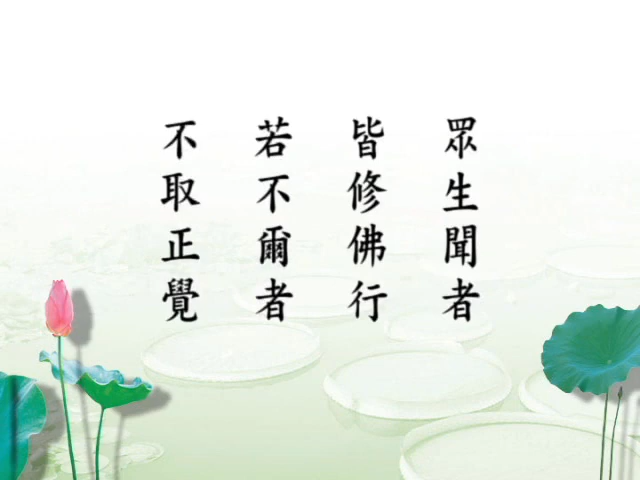 眾生聞者
皆修佛行
若不爾者
不取正覺